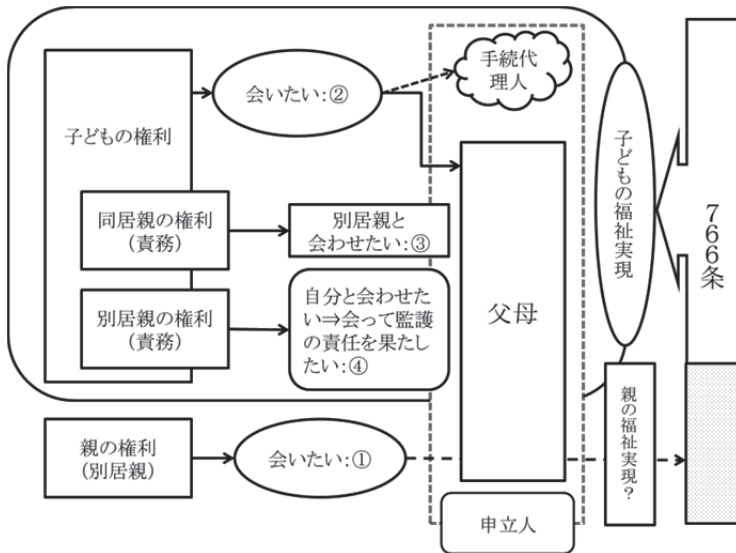 子どもの権利
会いたい:②
手続代
理人
同居親の権利
(責務)
別居親と
会わせたい:③
別居親の権利
(責務)
自分と会わせた
い⇒会って監護
の責任を果たし
たい:④
父母
子どもの福祉実現
766条
親の権利
(別居親)
会いたい:①
親の福祉実現?
申立人